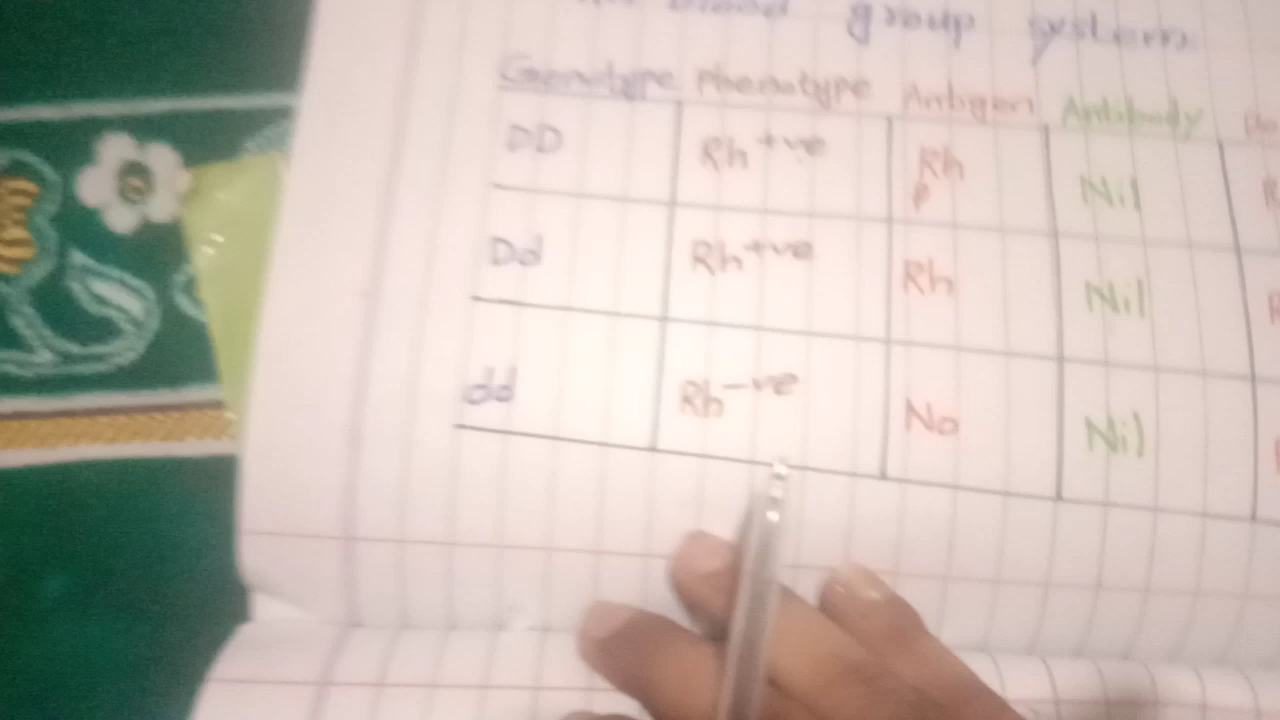 blood group system
Genotype Phenotype Antigen Antibody
DD Rh+ve Rh Nil
Dd Rh+ve Rh Nil
dd Rh-ve No Nil